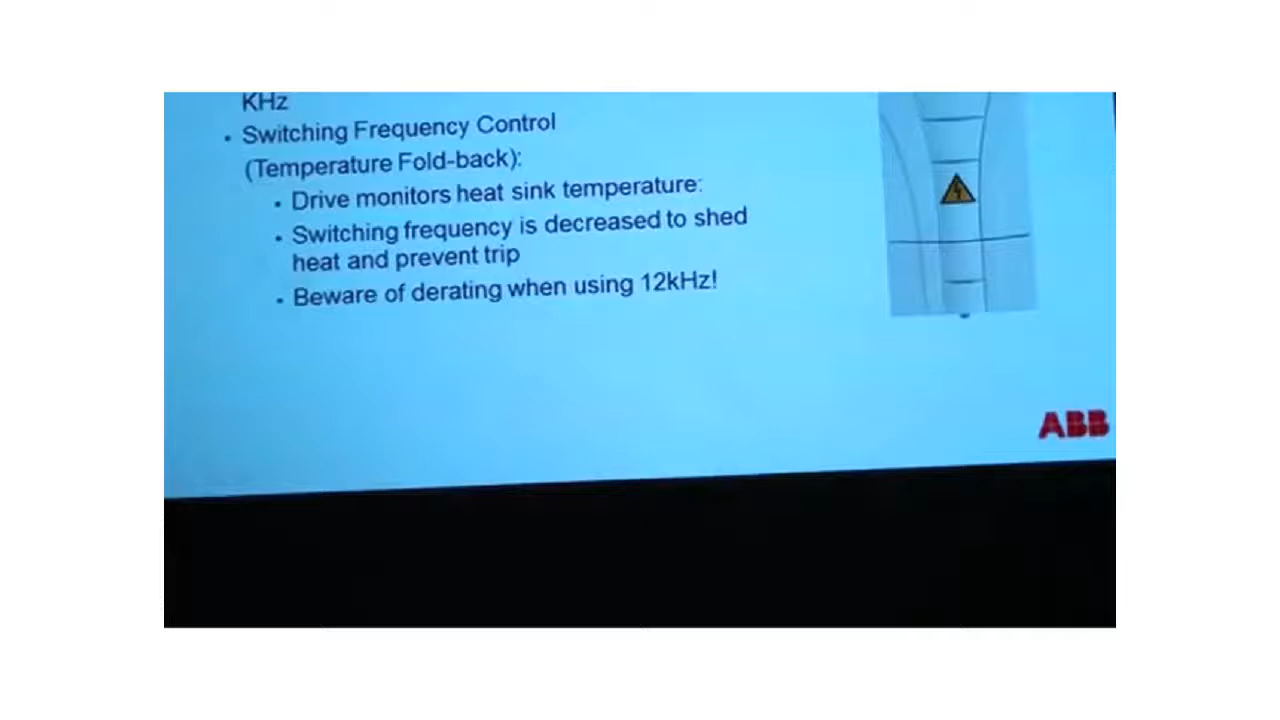 KHz
• Switching Frequency Control
(Temperature Fold-back):
• Drive monitors heat sink temperature:
• Switching frequency is decreased to shed
heat and prevent trip
• Beware of derating when using 12kHz!
ABB